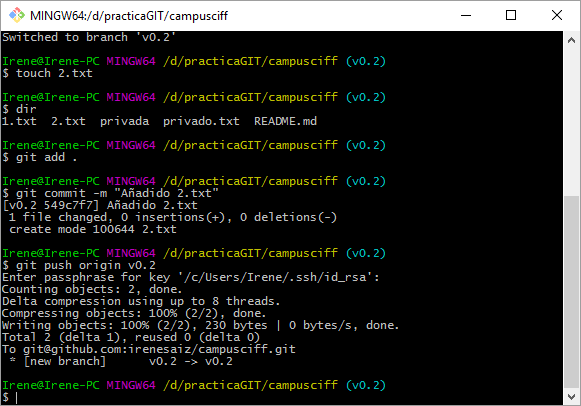 MINGW64:/d/practicaGIT/campusciff
Switched to branch 'v0.2'
Irene@Irene-PC MINGW64 /d/practicaGIT/campusciff (v0.2)
$ touch 2.txt
Irene@Irene-PC MINGW64 /d/practicaGIT/campusciff (v0.2)
$ dir
1.txt  2.txt  privada  privado.txt  README.md
Irene@Irene-PC MINGW64 /d/practicaGIT/campusciff (v0.2)
$ git add .
Irene@Irene-PC MINGW64 /d/practicaGIT/campusciff (v0.2)
$ git commit -m "Añadido 2.txt"
[v0.2 549c7f7] Añadido 2.txt
 1 file changed, 0 insertions(+), 0 deletions(-)
 create mode 100644 2.txt
Irene@Irene-PC MINGW64 /d/practicaGIT/campusciff (v0.2)
$ git push origin v0.2
Enter passphrase for key '/c/Users/Irene/.ssh/id_rsa':
Counting objects: 2, done.
Delta compression using up to 8 threads.
Compressing objects: 100% (2/2), done.
Writing objects: 100% (2/2), 230 bytes | 0 bytes/s, done.
Total 2 (delta 1), reused 0 (delta 0)
To git@github.com:irenesaiz/campusciff.git
 * [new branch]      v0.2 -> v0.2
Irene@Irene-PC MINGW64 /d/practicaGIT/campusciff (v0.2)
$